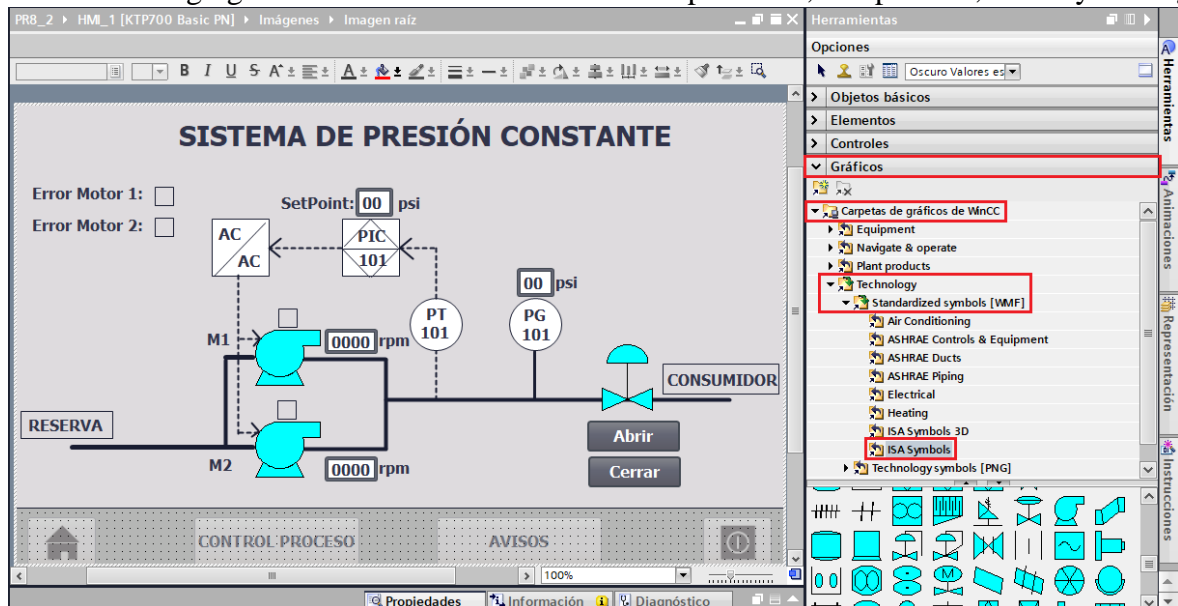 PR8_2 ▸ HMI_1 [KTP700 Basic PN] ▸ Imágenes ▸ Imagen raíz
Herramientas
Opciones
B I U S A
Oscuro Valores es
SISTEMA DE PRESIÓN CONSTANTE
Error Motor 1:
Error Motor 2:
SetPoint: 00 psi
AC
AC
PIC
101
00 psi
PT
101
PG
101
M1
0000 rpm
CONSUMIDOR
RESERVA
Abrir
M2
0000 rpm
Cerrar
CONTROL PROCESO
AVISOS
100%
Propiedades
Información
Diagnóstico
Objetos básicos
Elementos
Controles
Gráficos
Carpetas de gráficos de WinCC
Equipment
Navigate & operate
Plant products
Technology
Standardized symbols [WMF]
Air Conditioning
ASHRAE Controls & Equipment
ASHRAE Ducts
ASHRAE Piping
Electrical
Heating
ISA Symbols 3D
ISA Symbols
Technology symbols [PNG]
M
Herramientas
Animaciones
Representación
Instrucciones